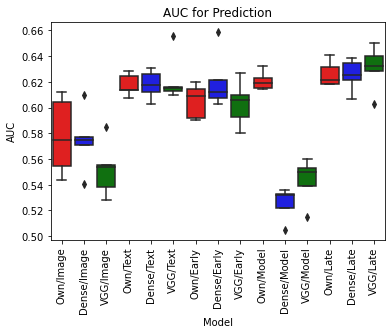 AUC for Prediction
AUC
0.66
0.64
0.62
0.60
0.58
0.56
0.54
0.52
0.50
Own/Image
Dense/Image
VGG/Image
Own/Text
Dense/Text
VGG/Text
Own/Early
Dense/Early
VGG/Early
Own/Model
Dense/Model
VGG/Model
Own/Late
Dense/Late
VGG/Late
Model